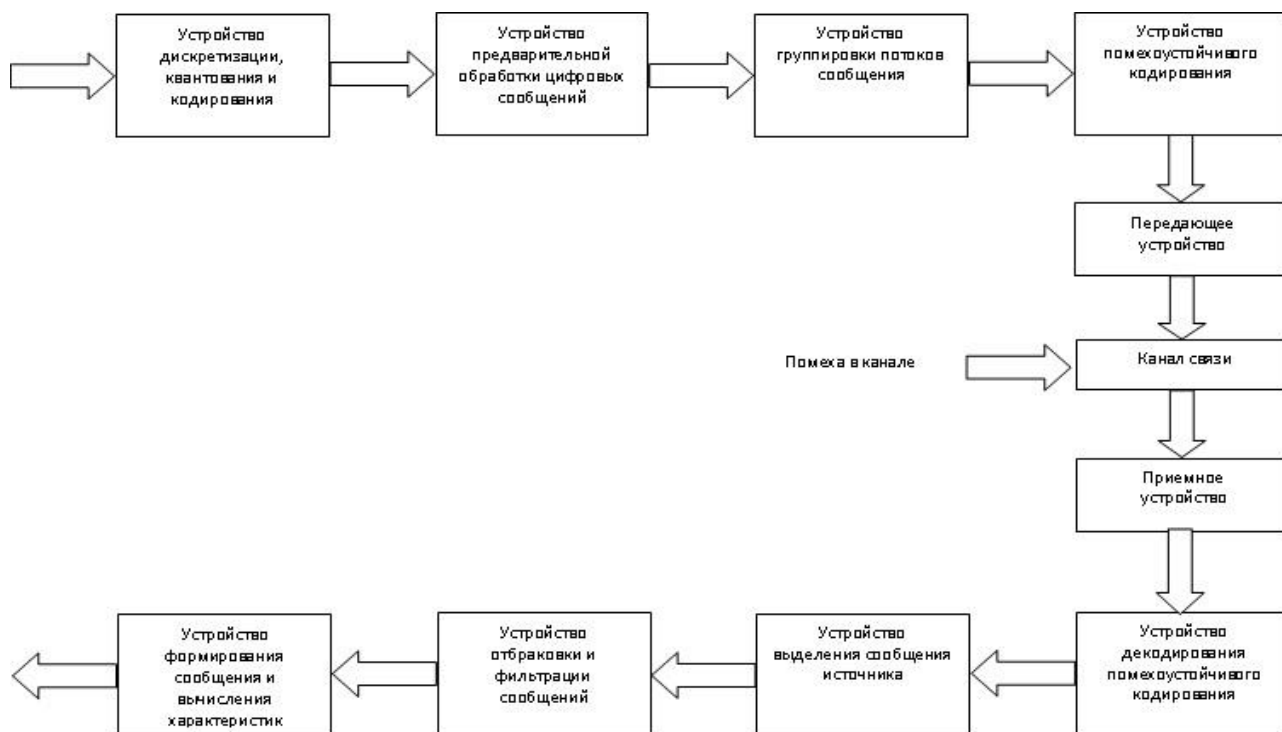 Устройство
дискретизации,
квантования и
кодирования
Устройство
предварительной
обработки цифровых
сообщений
Устройство
группировки потоков
сообщения
Устройство
помехоустойчивого
кодирования
Передающее
устройство
Помеха в канале
Канал связи
Приемное
устройство
Устройство
формирования
сообщения и
вычисления
характеристик
Устройство
отбраковки и
фильтрации
сообщений
Устройство
выделения сообщения
источника
Устройство
декодирования
помехоустойчивого
кодирования